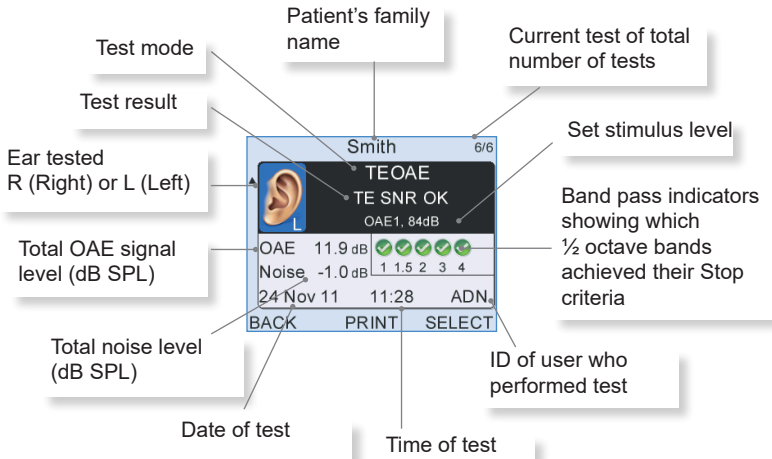 Patient’s family
name
Test mode
Current test of total
number of tests
Test result
Set stimulus level
Ear tested
R (Right) or L (Left)
Smith 6/6
TEOAE
TE SNR OK
OAE1, 84dB
L
OAE 11.9 dB
Noise -1.0 dB
1 1.5 2 3 4
24 Nov 11 11:28 ADN
BACK PRINT SELECT
Band pass indicators
showing which
½ octave bands
achieved their Stop
criteria
Total OAE signal
level (dB SPL)
Total noise level
(dB SPL)
ID of user who
performed test
Date of test
Time of test